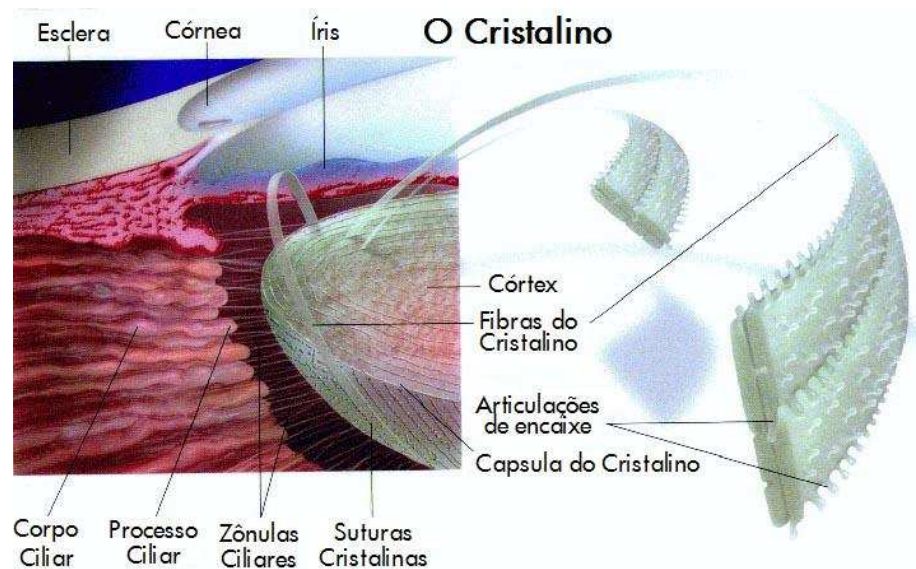 Esclera
Córnea
Íris
O Cristalino
Córtex
Fibras do
Cristalino
Articulações
de encaixe
Capsula do Cristalino
Corpo
Ciliar
Processo
Ciliar
Zônulas
Ciliares
Suturas
Cristalinas